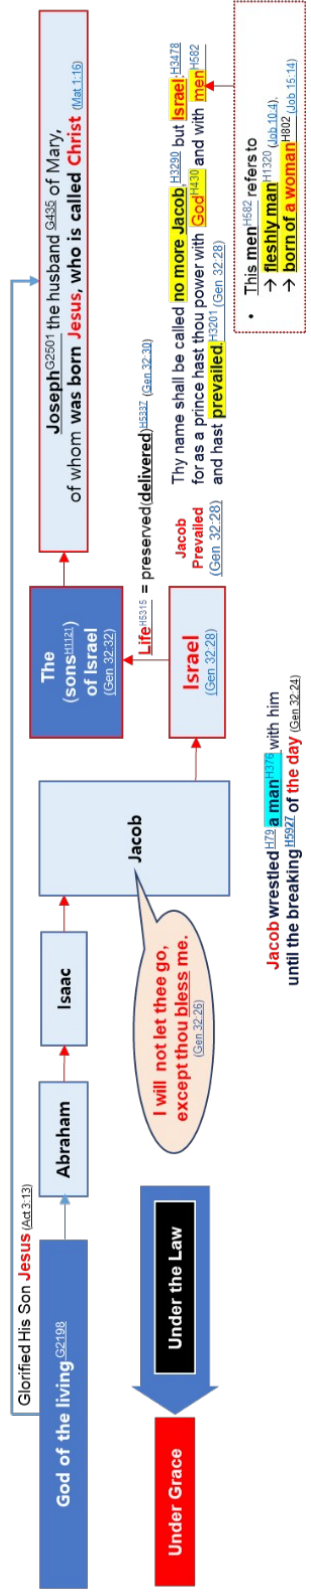 Glorified His Son Jesus (Act 3:13)
God of the living G2198
Abraham
Isaac
Jacob
The
(sons H1121)
of Israel
(Gen 32:32)
Joseph G2501 the husband G435 of Mary,
of whom was born Jesus, who is called Christ (Mat 1:16)
Life H5315 = preserved(delivered) H5337 (Gen 32:30)
Israel
(Gen 32:28)
Jacob
Prevailed
(Gen 32:28)
Thy name shall be called no more Jacob, H3290 but Israel: H3478
for as a prince hast thou power with God H430 and with men H582
and hast prevailed. H3201 (Gen 32:28)
• This men H582 refers to
→ fleshly man H1320 (Job 10:4),
→ born of a woman H802 (Job 15:14)
I will not let thee go,
except thou bless me.
(Gen 32:26)
Jacob wrestled H79 a man H376 with him
until the breaking H5927 of the day (Gen 32:24)
Under Grace
Under the Law